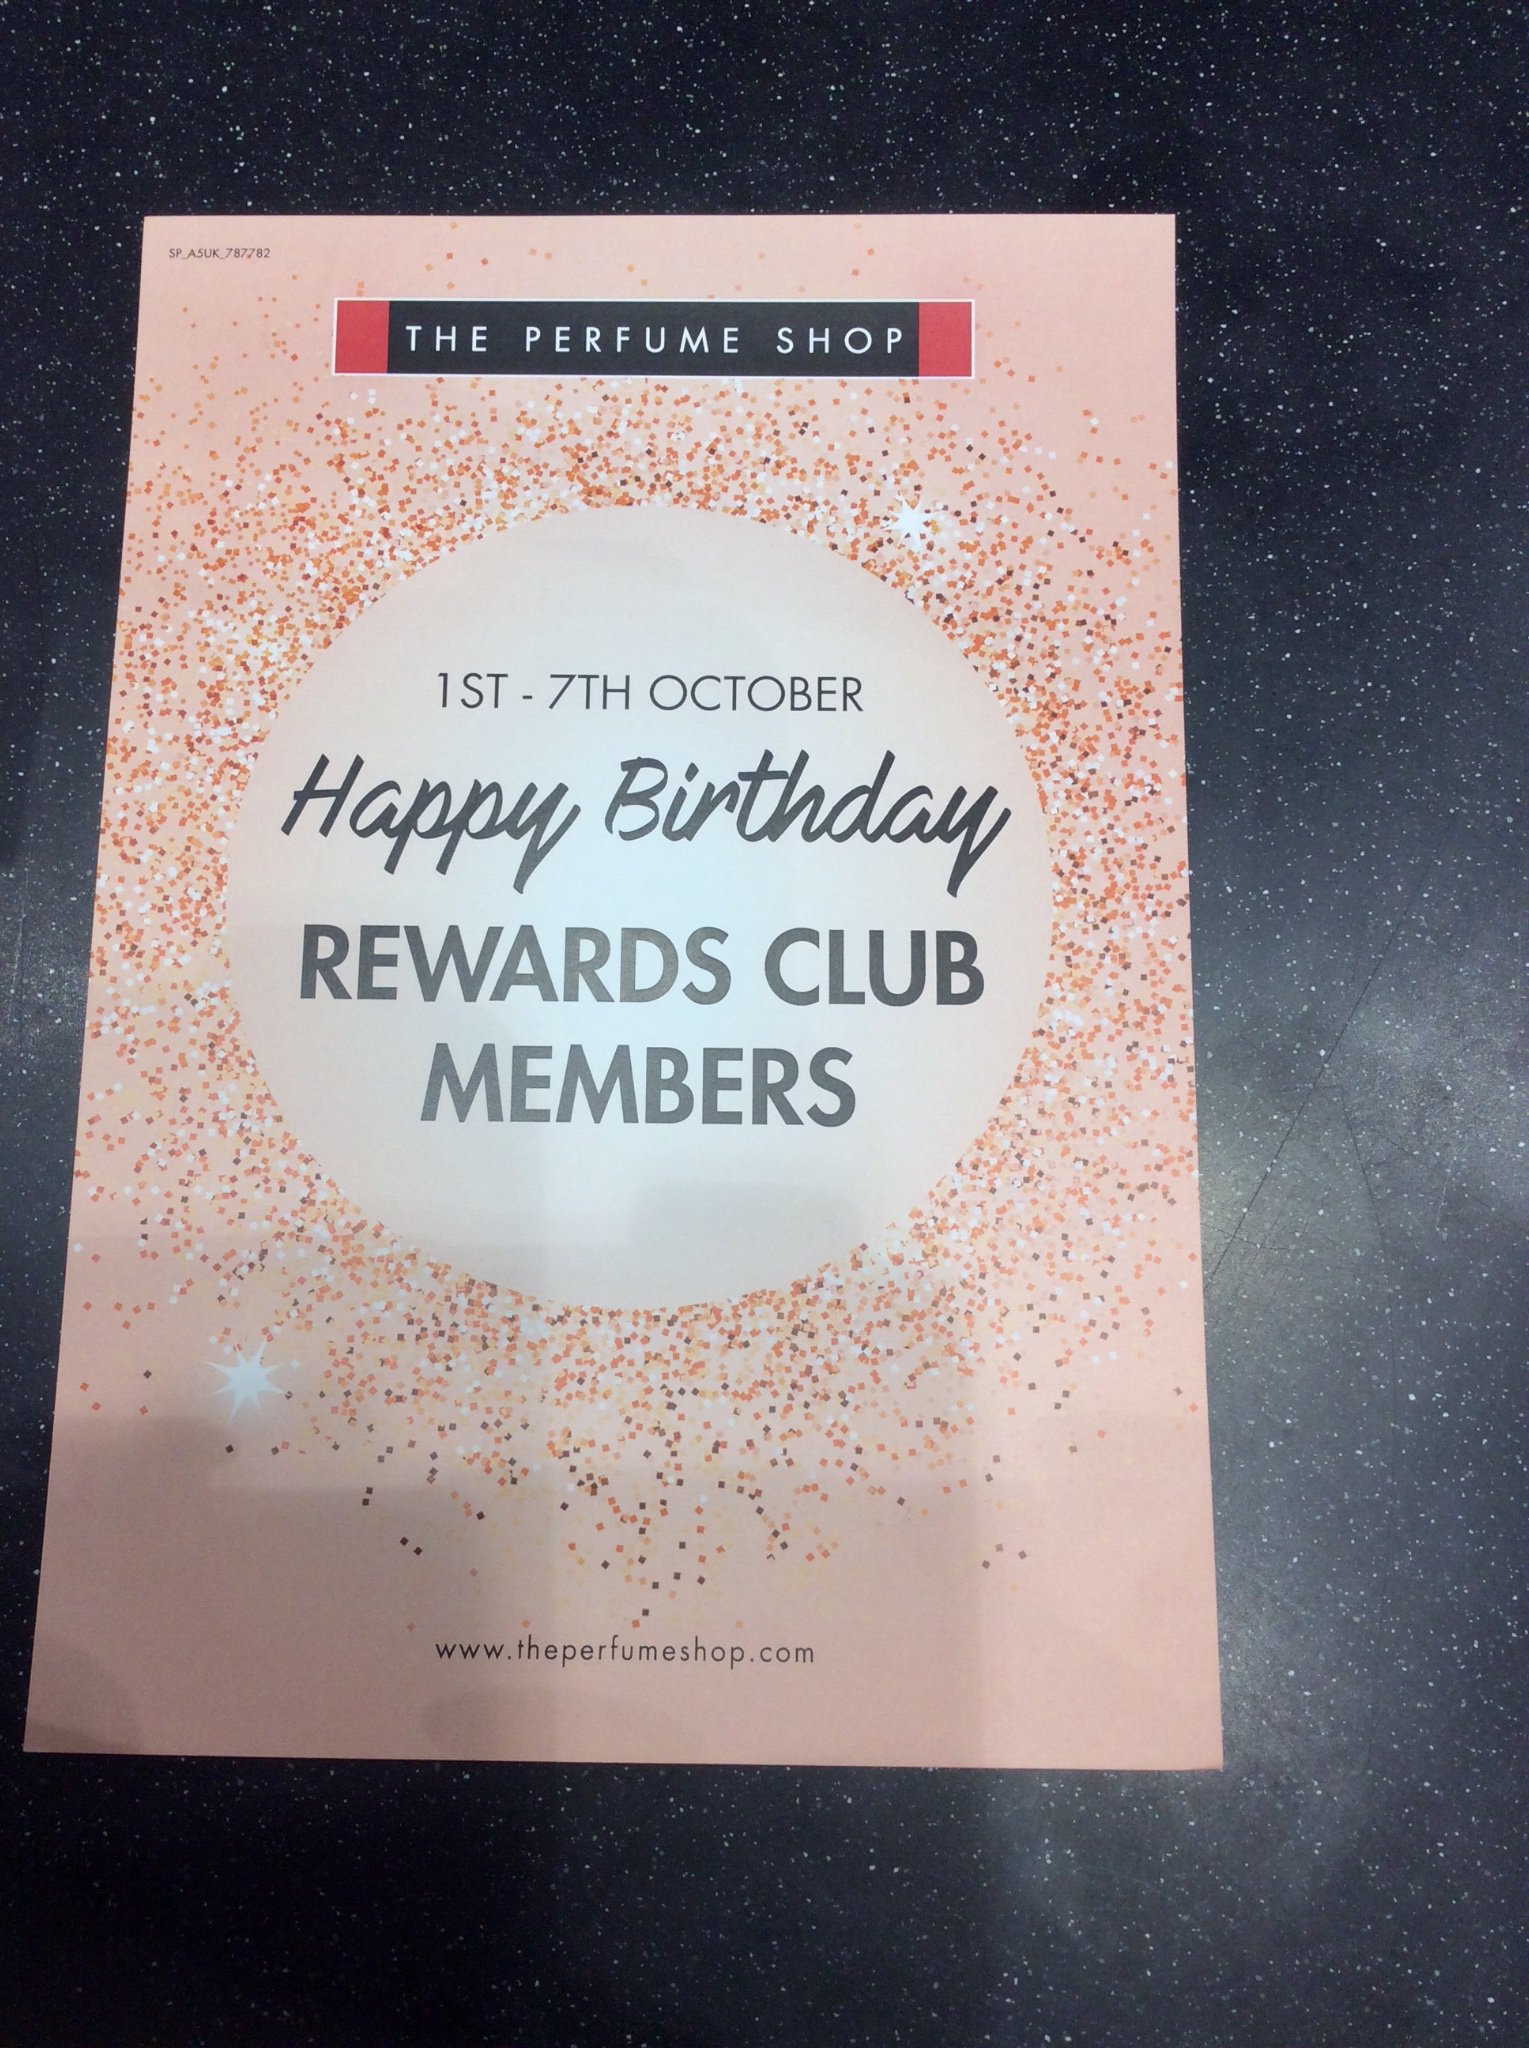 SP_A5UK_787782
THE PERFUME SHOP
1ST - 7TH OCTOBER
Happy Birthday
REWARDS CLUB
MEMBERS
www.theperfumeshop.com